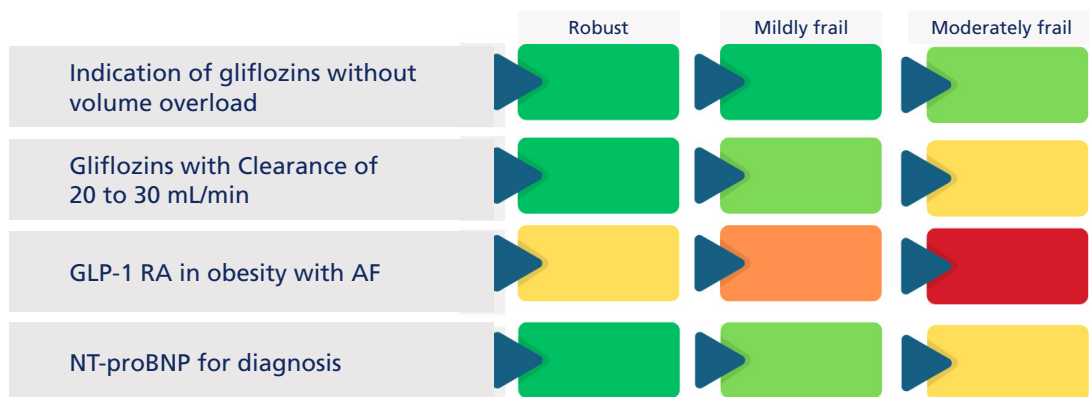 Robust Mildly frail Moderately frail
Indication of gliflozins without
volume overload
Gliflozins with Clearance of
20 to 30 mL/min
GLP-1 RA in obesity with AF
NT-proBNP for diagnosis